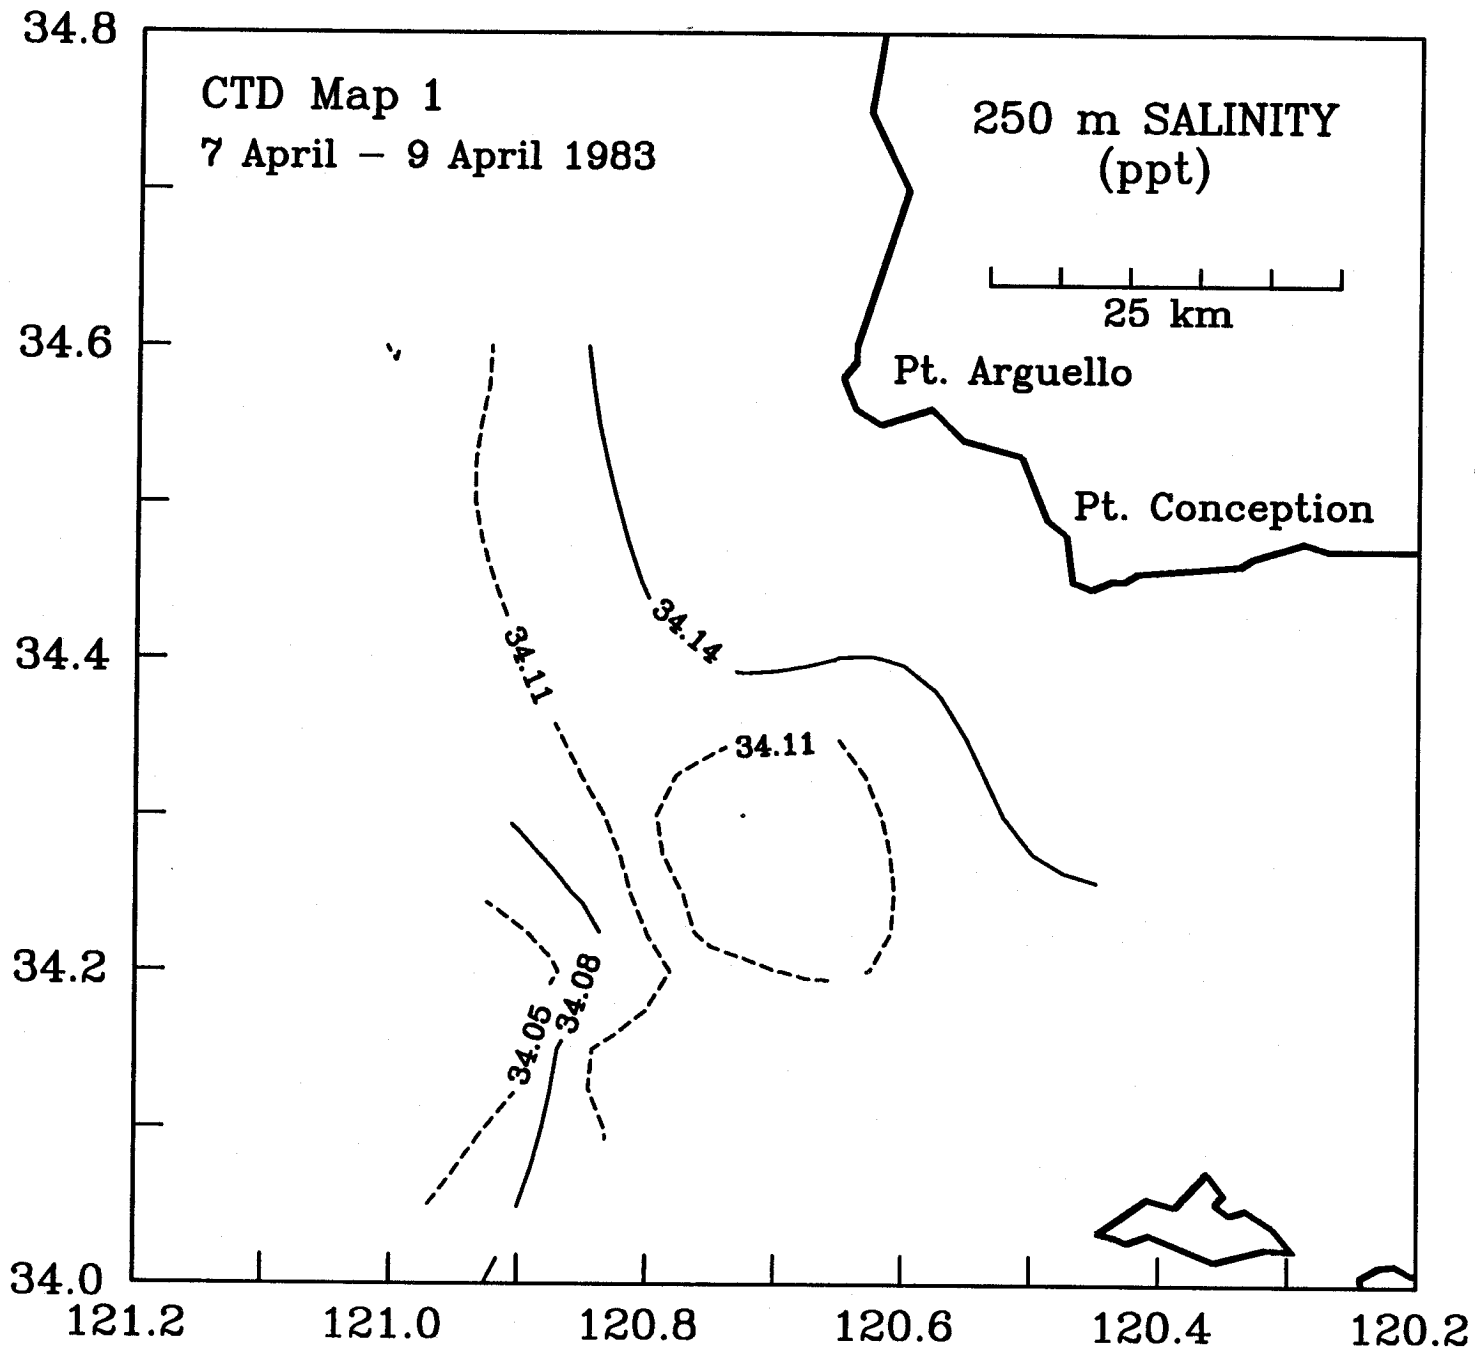 34.8
CTD Map 1
7 April – 9 April 1983
250 m SALINITY
(ppt)
25 km
34.6
Pt. Arguello
Pt. Conception
34.14
34.4
34.11
34.11
34.2
34.08
34.05
34.0
121.2 121.0 120.8 120.6 120.4 120.2